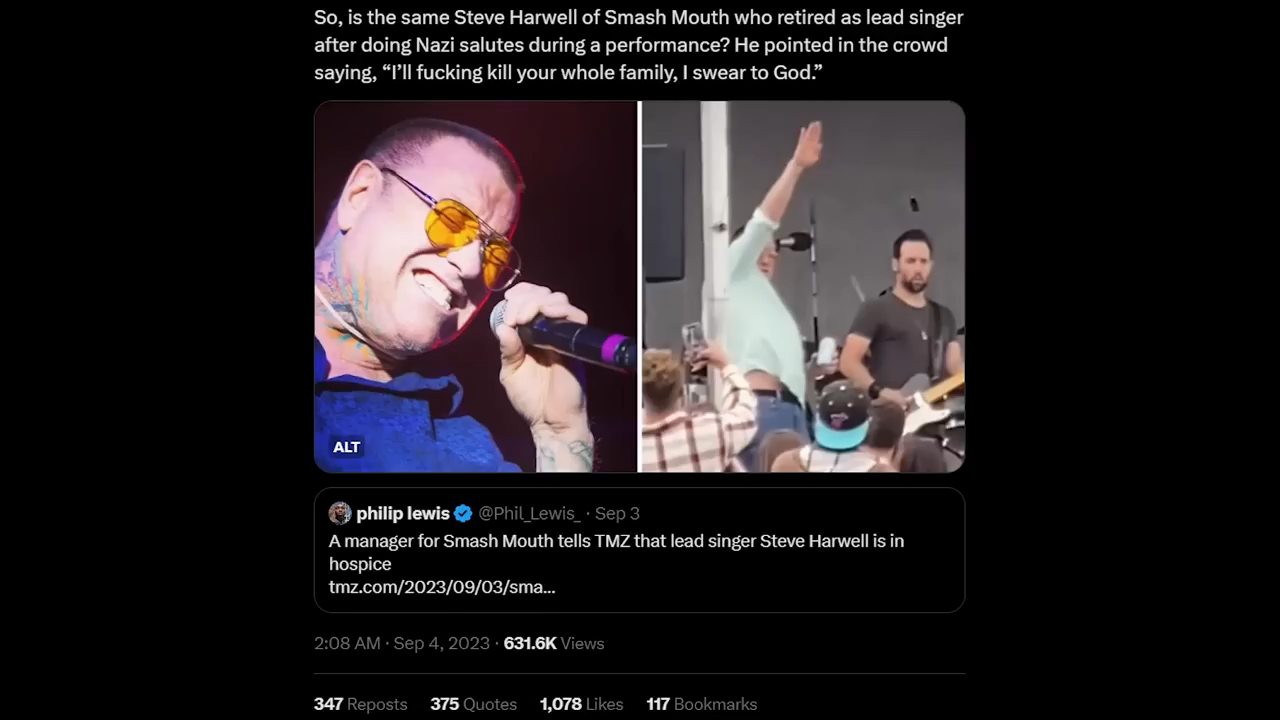 So, is the same Steve Harwell of Smash Mouth who retired as lead singer
after doing Nazi salutes during a performance? He pointed in the crowd
saying, “I’ll fucking kill your whole family, I swear to God.”
ALT
philip lewis @Phil_Lewis_ · Sep 3
A manager for Smash Mouth tells TMZ that lead singer Steve Harwell is in
hospice
tmz.com/2023/09/03/sma...
2:08 AM · Sep 4, 2023 · 631.6K Views
347 Reposts 375 Quotes 1,078 Likes 117 Bookmarks